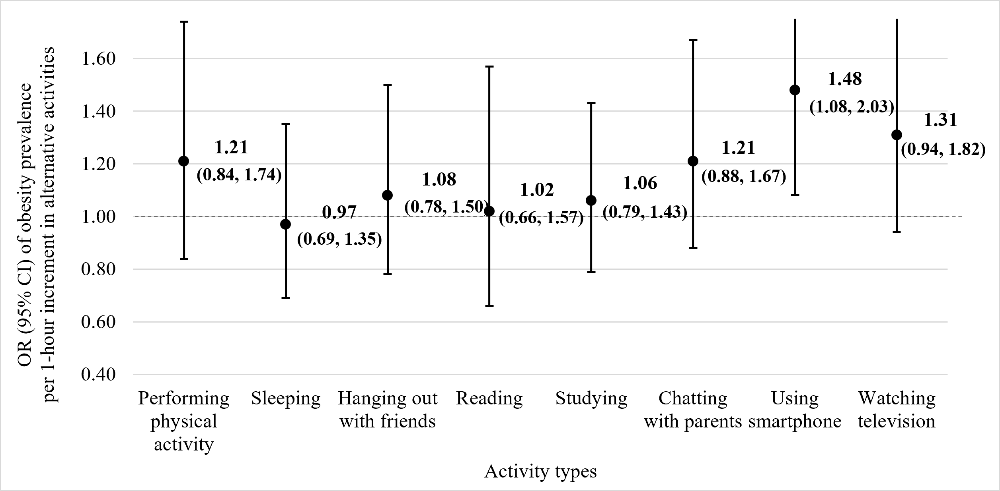 OR (95% CI) of obesity prevalence
per 1-hour increment in alternative activities
1.60
1.40
1.20
1.00
0.80
0.60
0.40
1.21
(0.84, 1.74)
0.97
(0.69, 1.35)
1.08
(0.78, 1.50)
1.02
(0.66, 1.57)
1.06
(0.79, 1.43)
1.21
(0.88, 1.67)
1.48
(1.08, 2.03)
1.31
(0.94, 1.82)
Performing
physical
activity
Sleeping
Hanging out
with friends
Reading
Studying
Chatting
with parents
Using
smartphone
Watching
television
Activity types